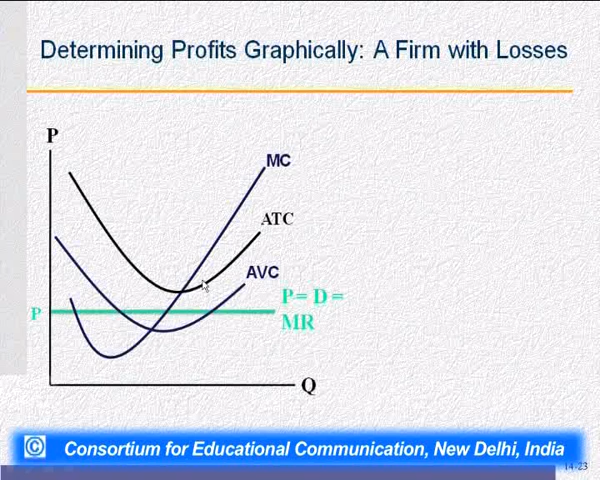 Determining Profits Graphically: A Firm with Losses
P
MC
ATC
AVC
P = D =
MR
P
Q
© Consortium for Educational Communication, New Delhi, India
14-23